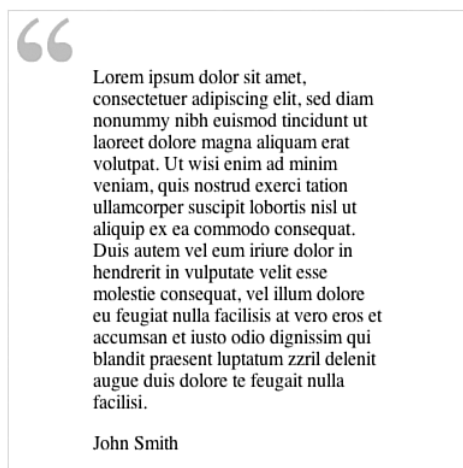 “
Lorem ipsum dolor sit amet,
consectetuer adipiscing elit, sed diam
nonummy nibh euismod tincidunt ut
laoreet dolore magna aliquam erat
volutpat. Ut wisi enim ad minim
veniam, quis nostrud exerci tation
ullamcorper suscipit lobortis nisl ut
aliquip ex ea commodo consequat.
Duis autem vel eum iriure dolor in
hendrerit in vulputate velit esse
molestie consequat, vel illum dolore
eu feugiat nulla facilisis at vero eros et
accumsan et iusto odio dignissim qui
blandit praesent luptatum zzril delenit
augue duis dolore te feugait nulla
facilisi.
John Smith